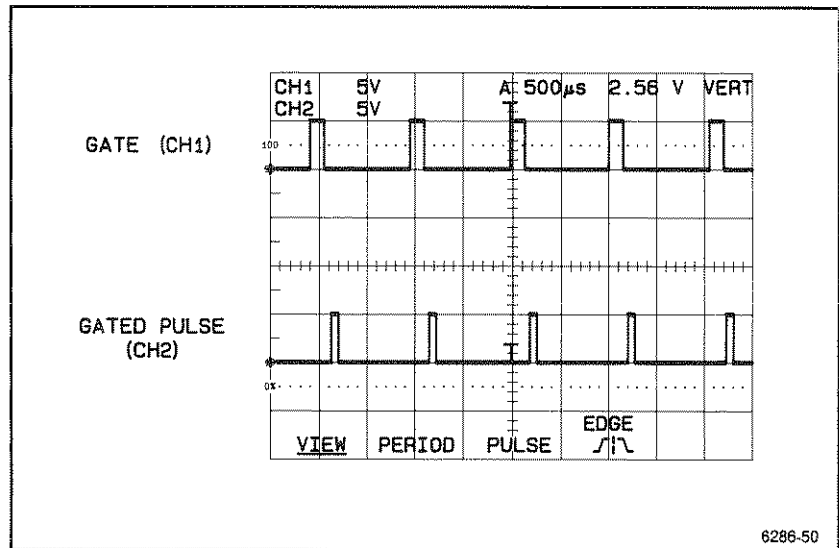 CH1 5V A 500µs 2.56 V VERT
CH2 5V
GATE (CH1)
100
GATED PULSE
(CH2)
0%
EDGE
VIEW PERIOD PULSE
6286-50